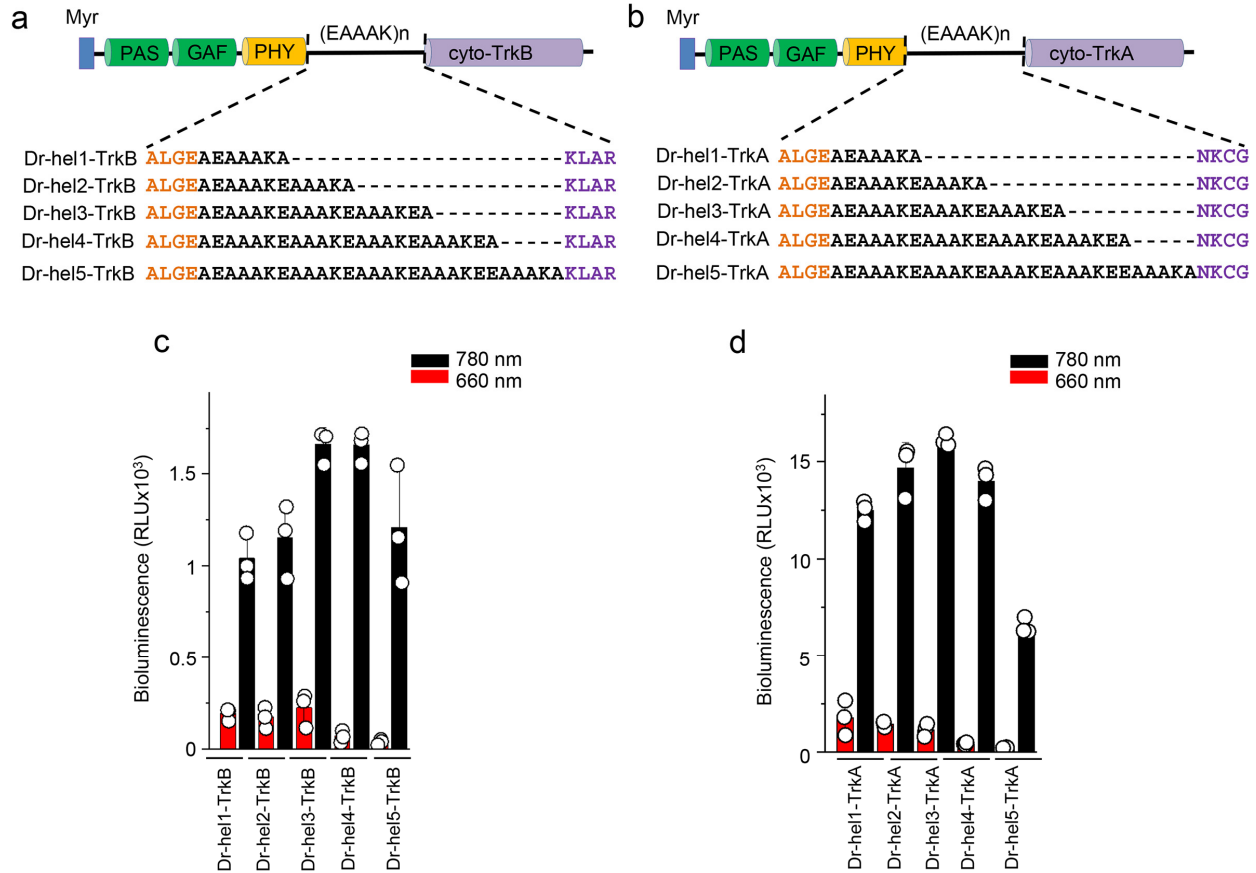 a
Myr
(EAAAK)n
PAS
GAF
PHY
cyto-TrkB
Dr-hel1-TrkB ALGEAEAAAKA----------------------KLAR
Dr-hel2-TrkB ALGEAEAAAKEAAAKA-----------------KLAR
Dr-hel3-TrkB ALGEAEAAAKEAAAKEAAAKEA-----------KLAR
Dr-hel4-TrkB ALGEAEAAAKEAAAKEAAAKEAAAKEA-----KLAR
Dr-hel5-TrkB ALGEAEAAAKEAAAKEAAAKEAAAKEEAAAKAKLAR
b
Myr
(EAAAK)n
PAS
GAF
PHY
cyto-TrkA
Dr-hel1-TrkA ALGEAEAAAKA----------------------NKCG
Dr-hel2-TrkA ALGEAEAAAKEAAAKA-----------------NKCG
Dr-hel3-TrkA ALGEAEAAAKEAAAKEAAAKEA-----------NKCG
Dr-hel4-TrkA ALGEAEAAAKEAAAKEAAAKEAAAKEA-----NKCG
Dr-hel5-TrkA ALGEAEAAAKEAAAKEAAAKEAAAKEEAAAKANKCG
c
780 nm
660 nm
Bioluminescence (RLUx10³)
1.5
1
0.5
0
Dr-hel1-TrkB
Dr-hel2-TrkB
Dr-hel3-TrkB
Dr-hel4-TrkB
Dr-hel5-TrkB
d
780 nm
660 nm
Bioluminescence (RLUx10³)
15
10
5
0
Dr-hel1-TrkA
Dr-hel2-TrkA
Dr-hel3-TrkA
Dr-hel4-TrkA
Dr-hel5-TrkA